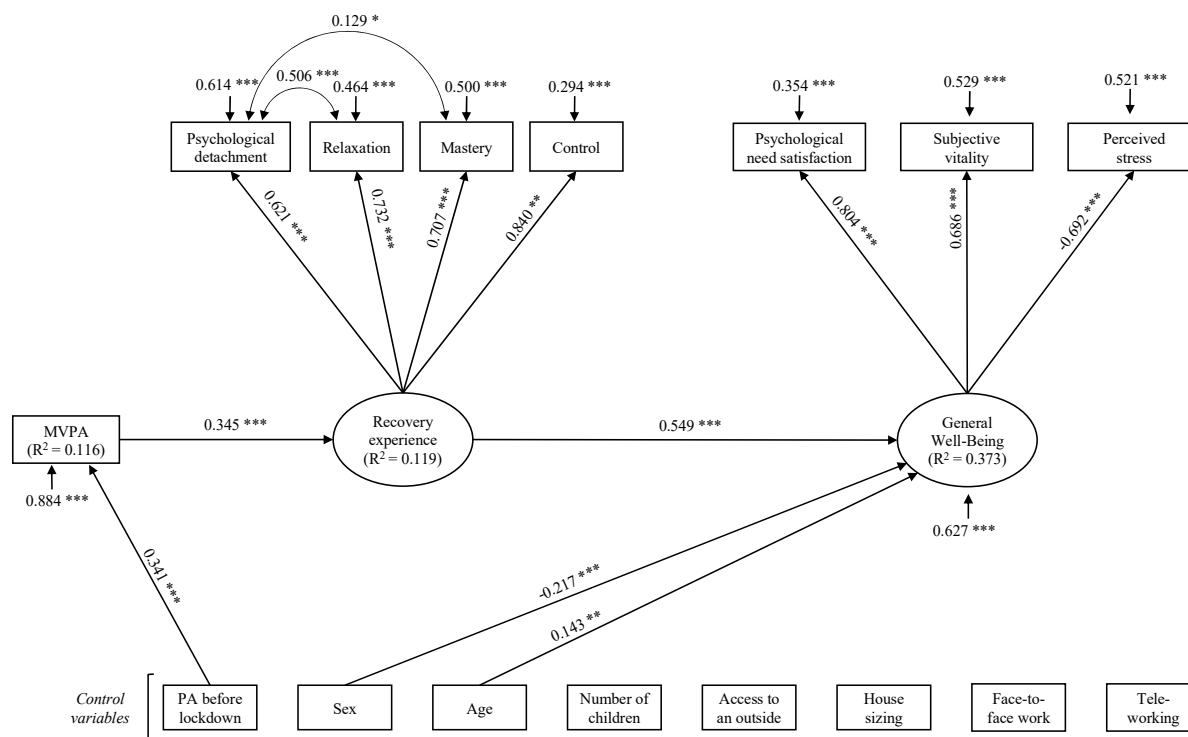 0.129 *
0.614 ***
0.506 ***
0.464 ***
0.500 ***
0.294 ***
0.354 ***
0.529 ***
0.521 ***
Psychological
detachment
Relaxation
Mastery
Control
Psychological
need satisfaction
Subjective
vitality
Perceived
stress
0.621 ***
0.732 ***
0.707 ***
0.840 **
0.804 ***
0.686 ***
-0.692 ***
MVPA
(R² = 0.116)
0.345 ***
Recovery
experience
(R² = 0.119)
0.549 ***
General
Well-Being
(R² = 0.373)
0.884 ***
0.627 ***
0.341 ***
-0.217 ***
0.143 **
Control
variables
PA before
lockdown
Sex
Age
Number of
children
Access to
an outside
House
sizing
Face-to-
face work
Tele-
working